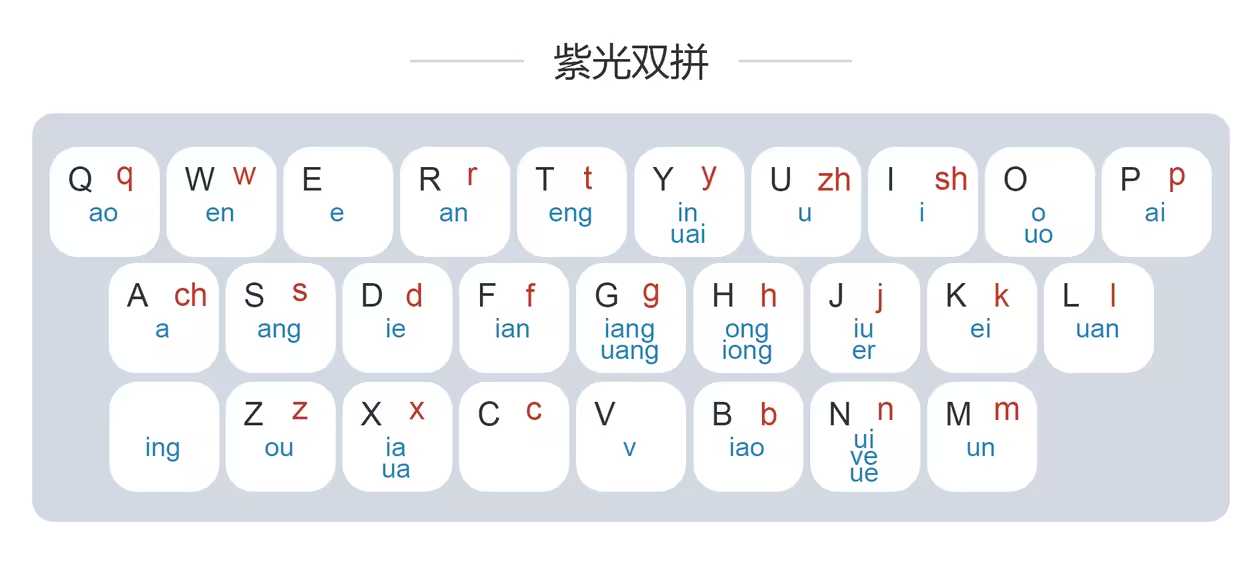 紫光双拼
Q q W w E R r T t Y y U zh I sh O P p
ao en e an eng in u i o ai
uai uo
A ch S s D d F f G g H h J j K k L l
a ang ie ian iang ong iu ei uan
uang iong er
Z z X x C c V B b N n M m
ing ou ia v iao ui un
ua ve
ue